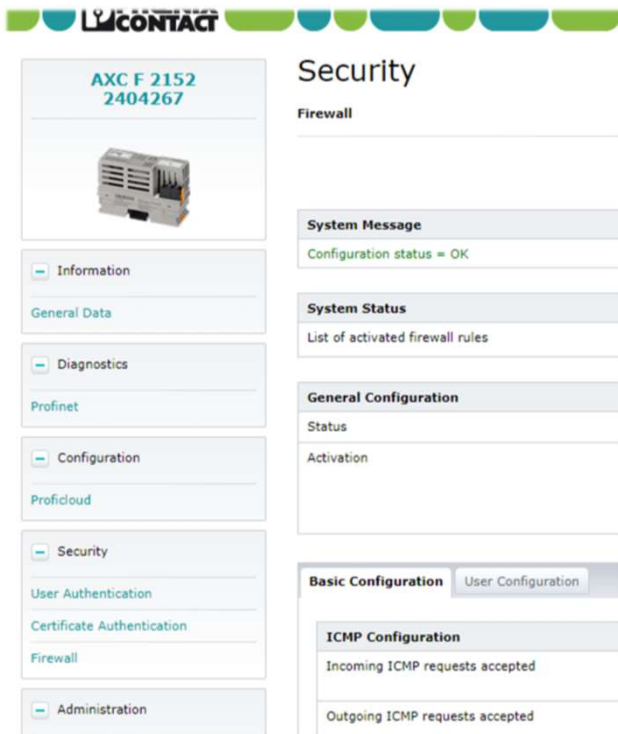 CONTACT
AXC F 2152
2404267
Information
General Data
Diagnostics
Profinet
Configuration
Proficloud
Security
User Authentication
Certificate Authentication
Firewall
Administration
Security
Firewall
System Message
Configuration status = OK
System Status
List of activated firewall rules
General Configuration
Status
Activation
Basic Configuration User Configuration
ICMP Configuration
Incoming ICMP requests accepted
Outgoing ICMP requests accepted